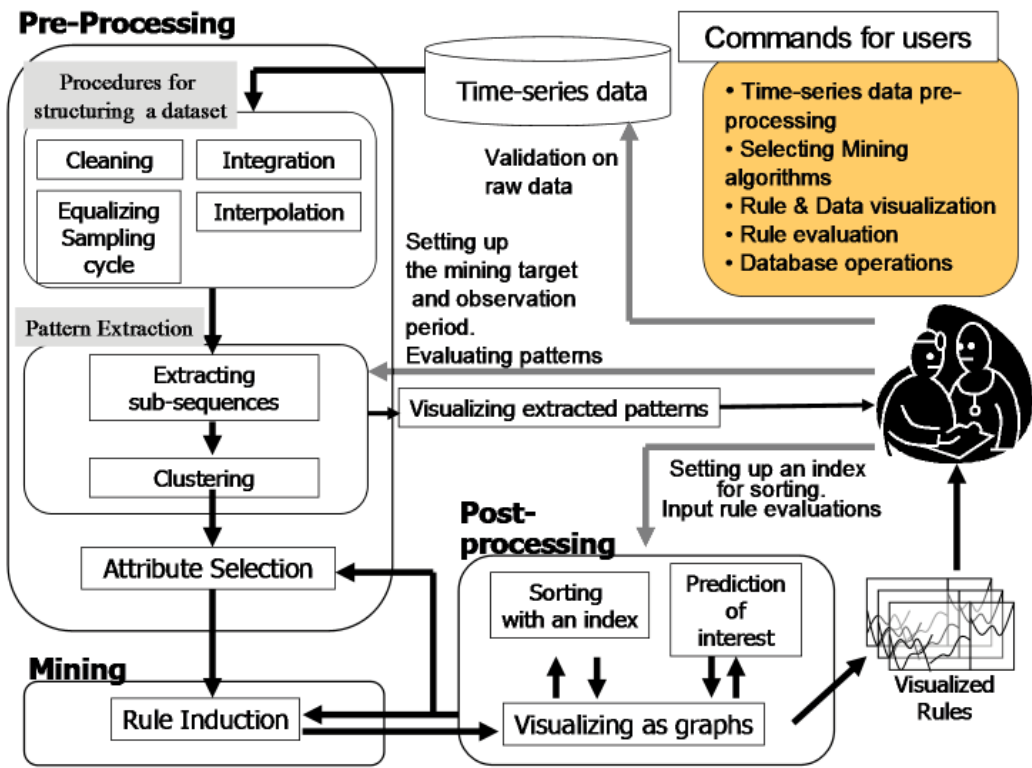 Pre-Processing
Procedures for
structuring a dataset
Cleaning
Integration
Equalizing
Sampling
cycle
Interpolation
Pattern Extraction
Extracting
sub-sequences
Clustering
Attribute Selection
Mining
Rule Induction
Time-series data
Validation on
raw data
Setting up
the mining target
and observation
period.
Evaluating patterns
Visualizing extracted patterns
Commands for users
• Time-series data pre-
processing
• Selecting Mining
algorithms
• Rule & Data visualization
• Rule evaluation
• Database operations
Setting up an index
for sorting.
Input rule evaluations
Post-
processing
Sorting
with an index
Prediction
of
interest
Visualizing as graphs
Visualized
Rules